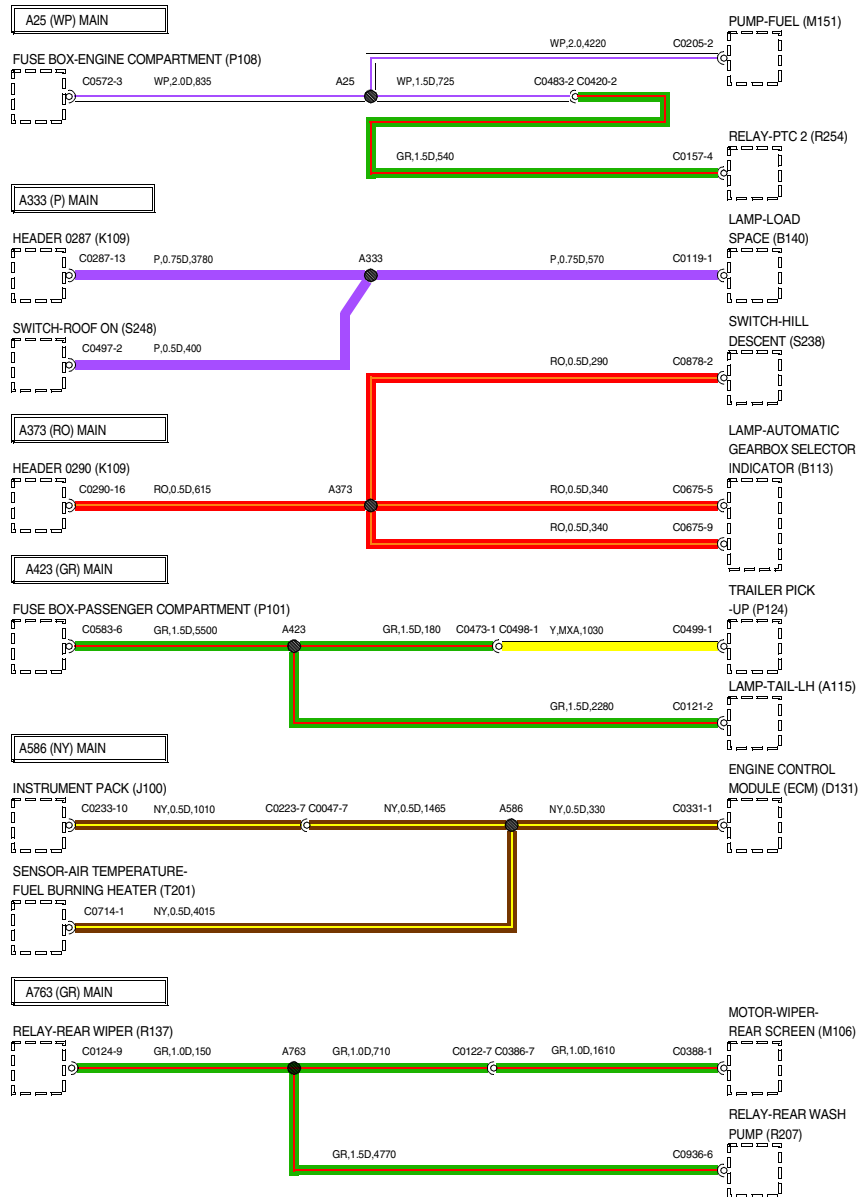 A25 (WP) MAIN
PUMP-FUEL (M151)
FUSE BOX-ENGINE COMPARTMENT (P108)
WP,2.0,4220
C0205-2
C0572-3
WP,2.0D,835
A25
WP,1.5D,725
C0483-2 C0420-2
RELAY-PTC 2 (R254)
GR,1.5D,540
C0157-4
A333 (P) MAIN
LAMP-LOAD
SPACE (B140)
HEADER 0287 (K109)
C0287-13
P,0.75D,3780
A333
P,0.75D,570
C0119-1
SWITCH-ROOF ON (S248)
C0497-2
P,0.5D,400
SWITCH-HILL
DESCENT (S238)
RO,0.5D,290
C0878-2
A373 (RO) MAIN
LAMP-AUTOMATIC
GEARBOX SELECTOR
INDICATOR (B113)
HEADER 0290 (K109)
C0290-16
RO,0.5D,615
A373
RO,0.5D,340
C0675-5
RO,0.5D,340
C0675-9
A423 (GR) MAIN
TRAILER PICK
-UP (P124)
FUSE BOX-PASSENGER COMPARTMENT (P101)
C0583-6
GR,1.5D,5500
A423
GR,1.5D,180
C0473-1 C0498-1
Y,MXA,1030
C0499-1
LAMP-TAIL-LH (A115)
GR,1.5D,2280
C0121-2
A586 (NY) MAIN
ENGINE CONTROL
MODULE (ECM) (D131)
INSTRUMENT PACK (J100)
C0233-10
NY,0.5D,1010
C0223-7 C0047-7
NY,0.5D,1465
A586
NY,0.5D,330
C0331-1
SENSOR-AIR TEMPERATURE-
FUEL BURNING HEATER (T201)
C0714-1
NY,0.5D,4015
A763 (GR) MAIN
MOTOR-WIPER-
REAR SCREEN (M106)
RELAY-REAR WIPER (R137)
C0124-9
GR,1.0D,150
A763
GR,1.0D,710
C0122-7 C0386-7
GR,1.0D,1610
C0388-1
RELAY-REAR WASH
PUMP (R207)
GR,1.5D,4770
C0936-6